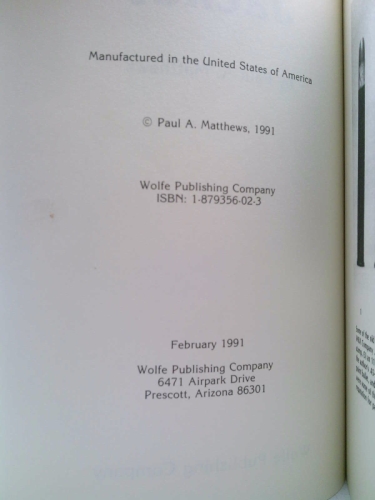 Manufactured in the United States of America
© Paul A. Matthews, 1991
Wolfe Publishing Company
ISBN: 1-879356-02-3
February 1991
Wolfe Publishing Company
6471 Airpark Drive
Prescott, Arizona 86301